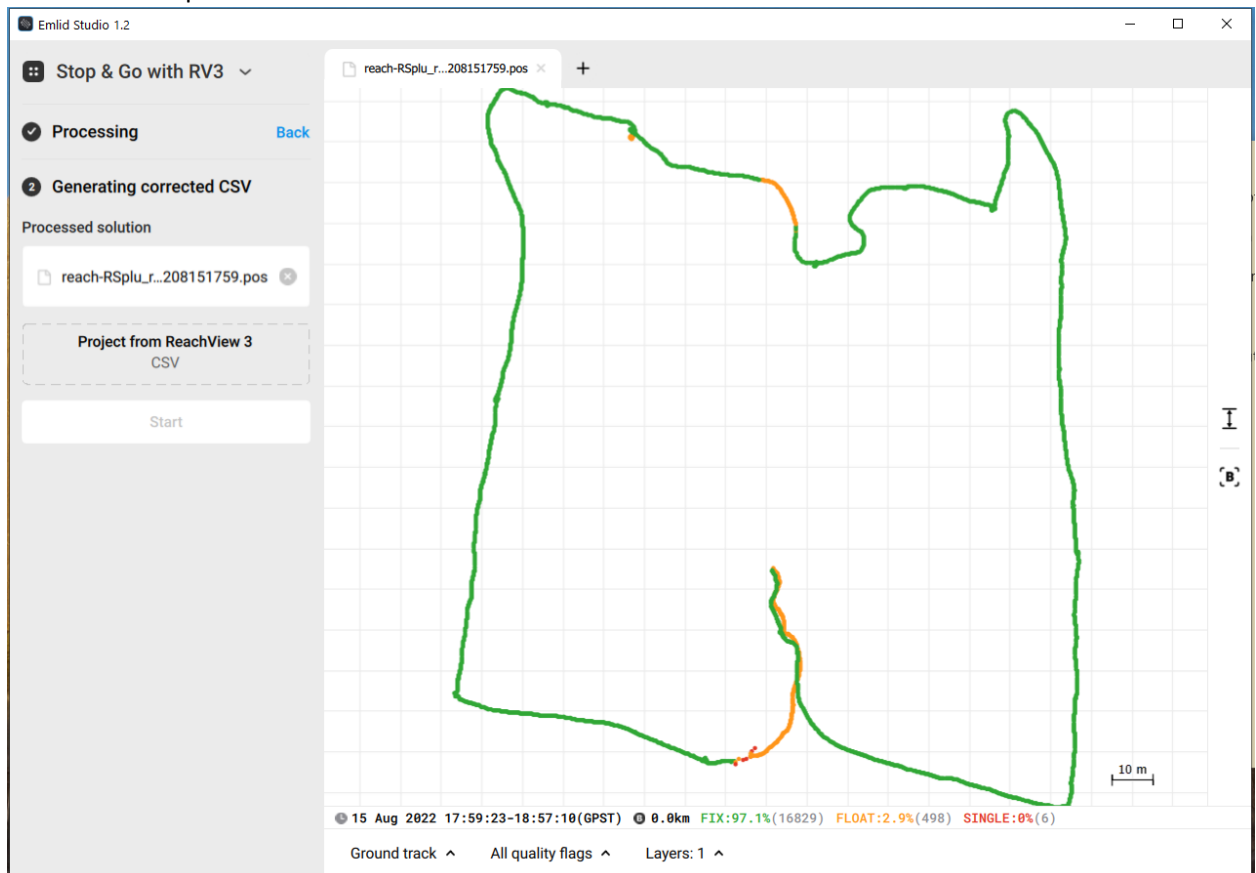 Emlid Studio 1.2
Stop & Go with RV3
reach-RSplu_r...208151759.pos
Processing Back
2 Generating corrected CSV
Processed solution
reach-RSplu_r...208151759.pos
Project from ReachView 3
CSV
Start
B
10 m
15 Aug 2022 17:59:23-18:57:10(GPST) B 0.0km FIX:97.1%(16829) FLOAT:2.9%(498) SINGLE:0%(6)
Ground track All quality flags Layers: 1